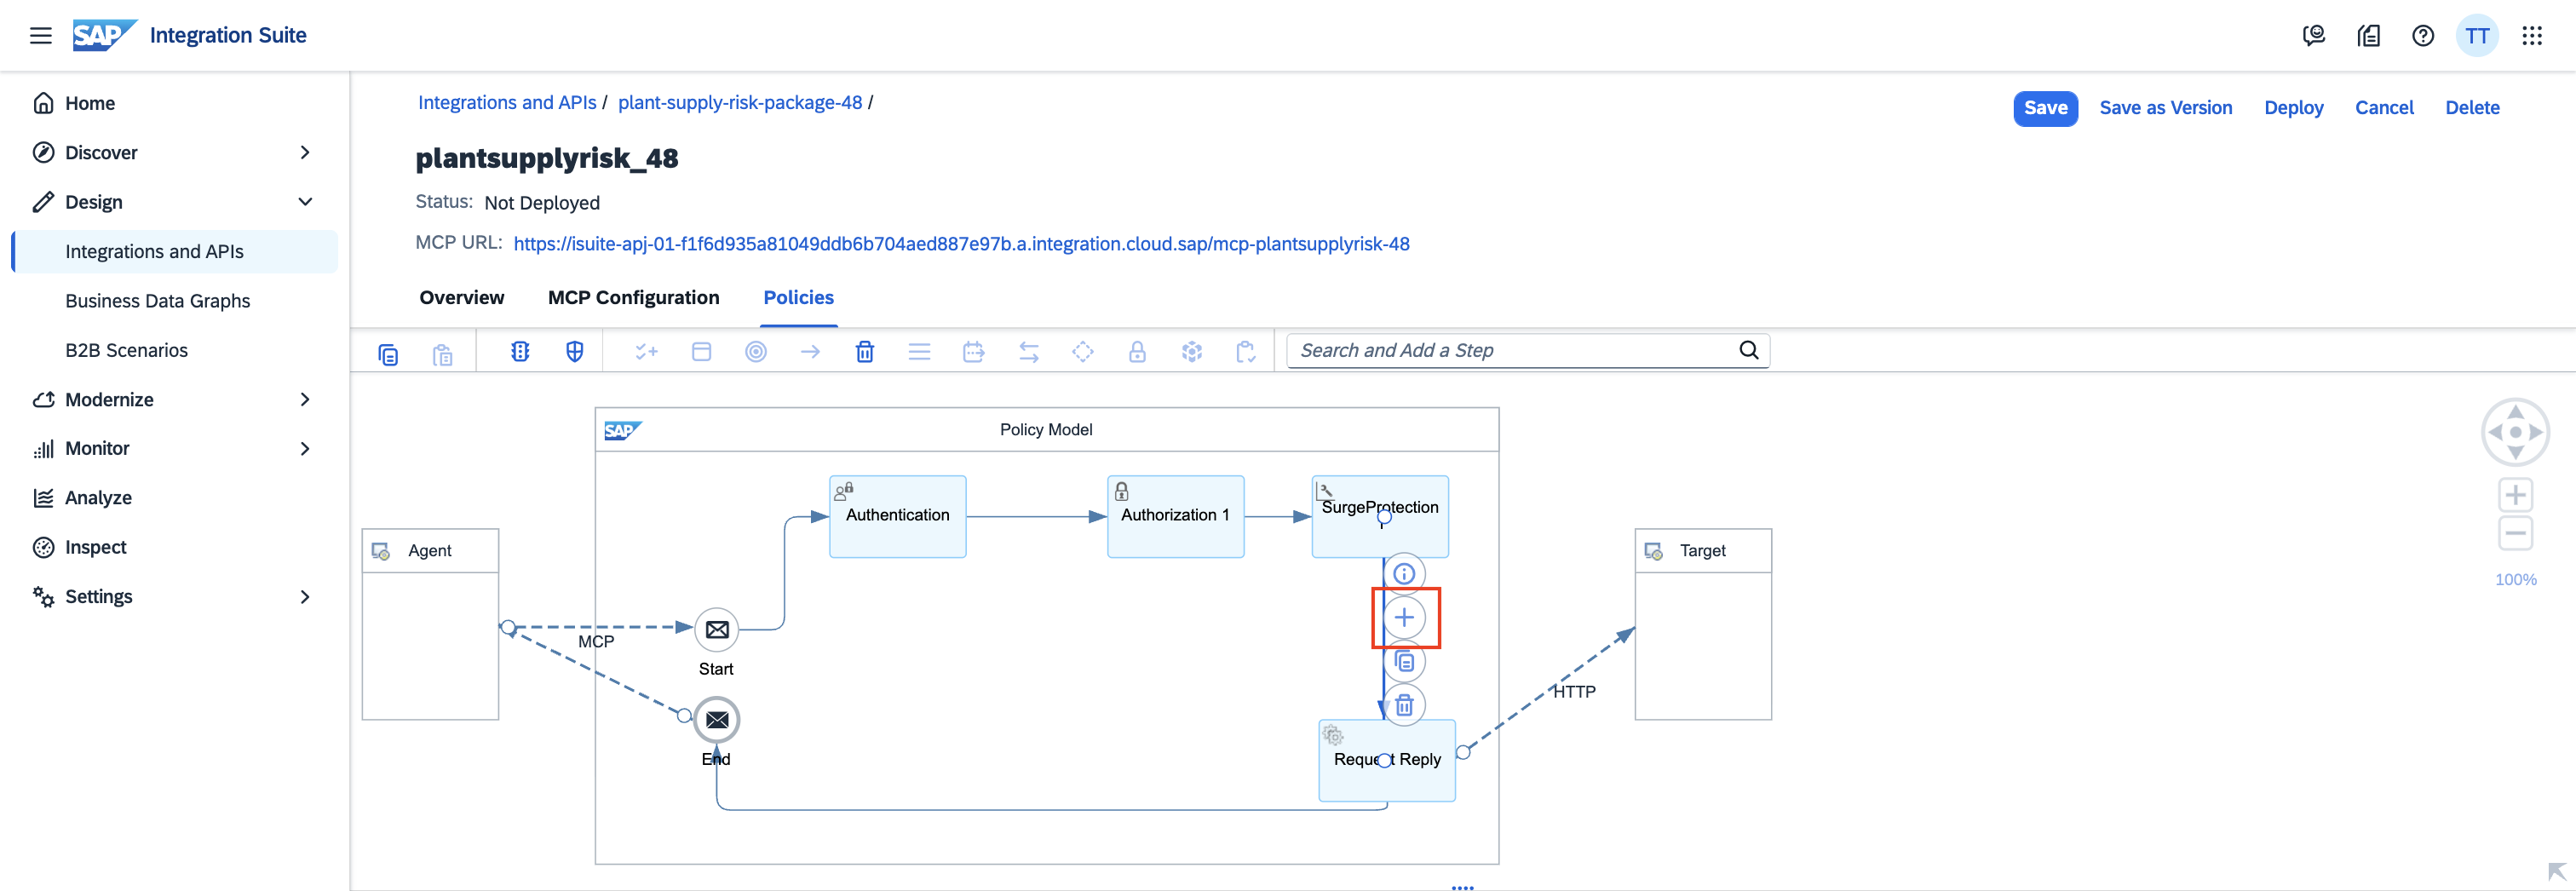 SAP Integration Suite
TT
Home
Discover
Design
Integrations and APIs
Business Data Graphs
B2B Scenarios
Modernize
Monitor
Analyze
Inspect
Settings
Integrations and APIs / plant-supply-risk-package-48 /
Save Save as Version Deploy Cancel Delete
plantsupplyrisk_48
Status: Not Deployed
MCP URL: https://isuite-apj-01-f1f6d935a81049ddb6b704aed887e97b.a.integration.cloud.sap/mcp-plantsupplyrisk-48
Overview MCP Configuration Policies
Search and Add a Step
SAP Policy Model
Authentication
Authorization 1
SurgeProtection
Agent
Target
MCP
Start
HTTP
End
Request Reply
100%